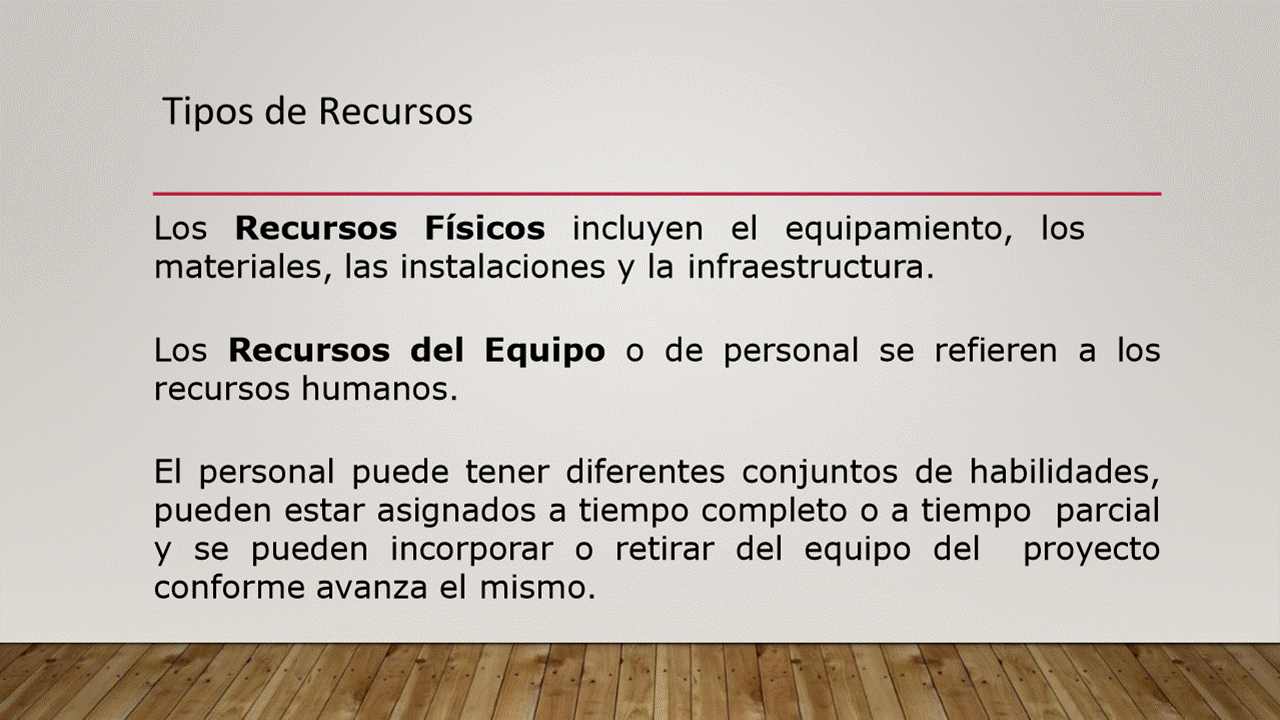 Tipos de Recursos
Los Recursos Físicos incluyen el equipamiento, los
materiales, las instalaciones y la infraestructura.
Los Recursos del Equipo o de personal se refieren a los
recursos humanos.
El personal puede tener diferentes conjuntos de habilidades,
pueden estar asignados a tiempo completo o a tiempo parcial
y se pueden incorporar o retirar del equipo del proyecto
conforme avanza el mismo.